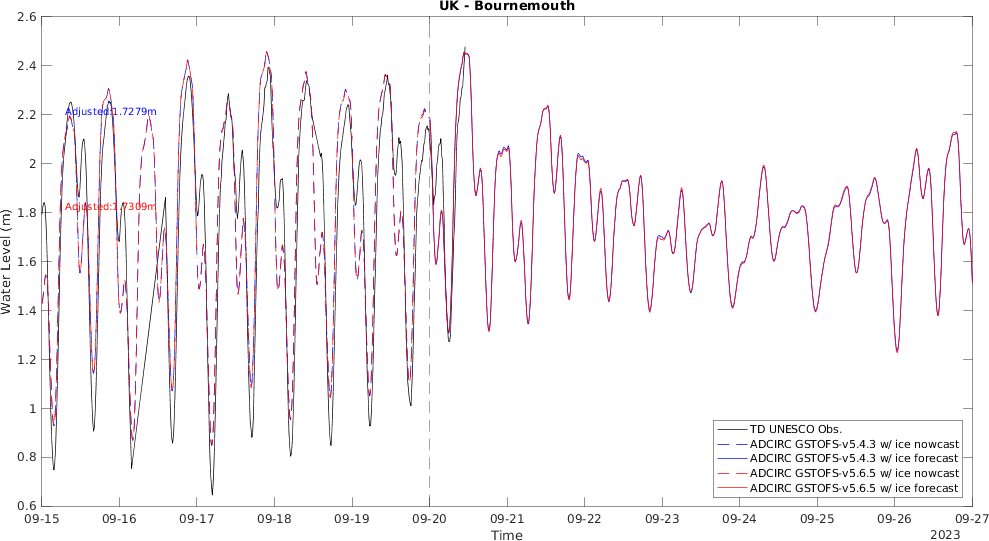 UK - Bournemouth
2.6
2.4
2.2
2
1.8
1.6
1.4
1.2
1
0.8
0.6
Water Level (m)
Adjusted:1.7279m
Adjusted:1.7309m
TD UNESCO Obs.
ADCIRC GSTOFS-v5.4.3 w/ ice nowcast
ADCIRC GSTOFS-v5.4.3 w/ ice forecast
ADCIRC GSTOFS-v5.6.5 w/ ice nowcast
ADCIRC GSTOFS-v5.6.5 w/ ice forecast
09-15 09-16 09-17 09-18 09-19 09-20 09-21 09-22 09-23 09-24 09-25 09-26 09-27
Time
2023